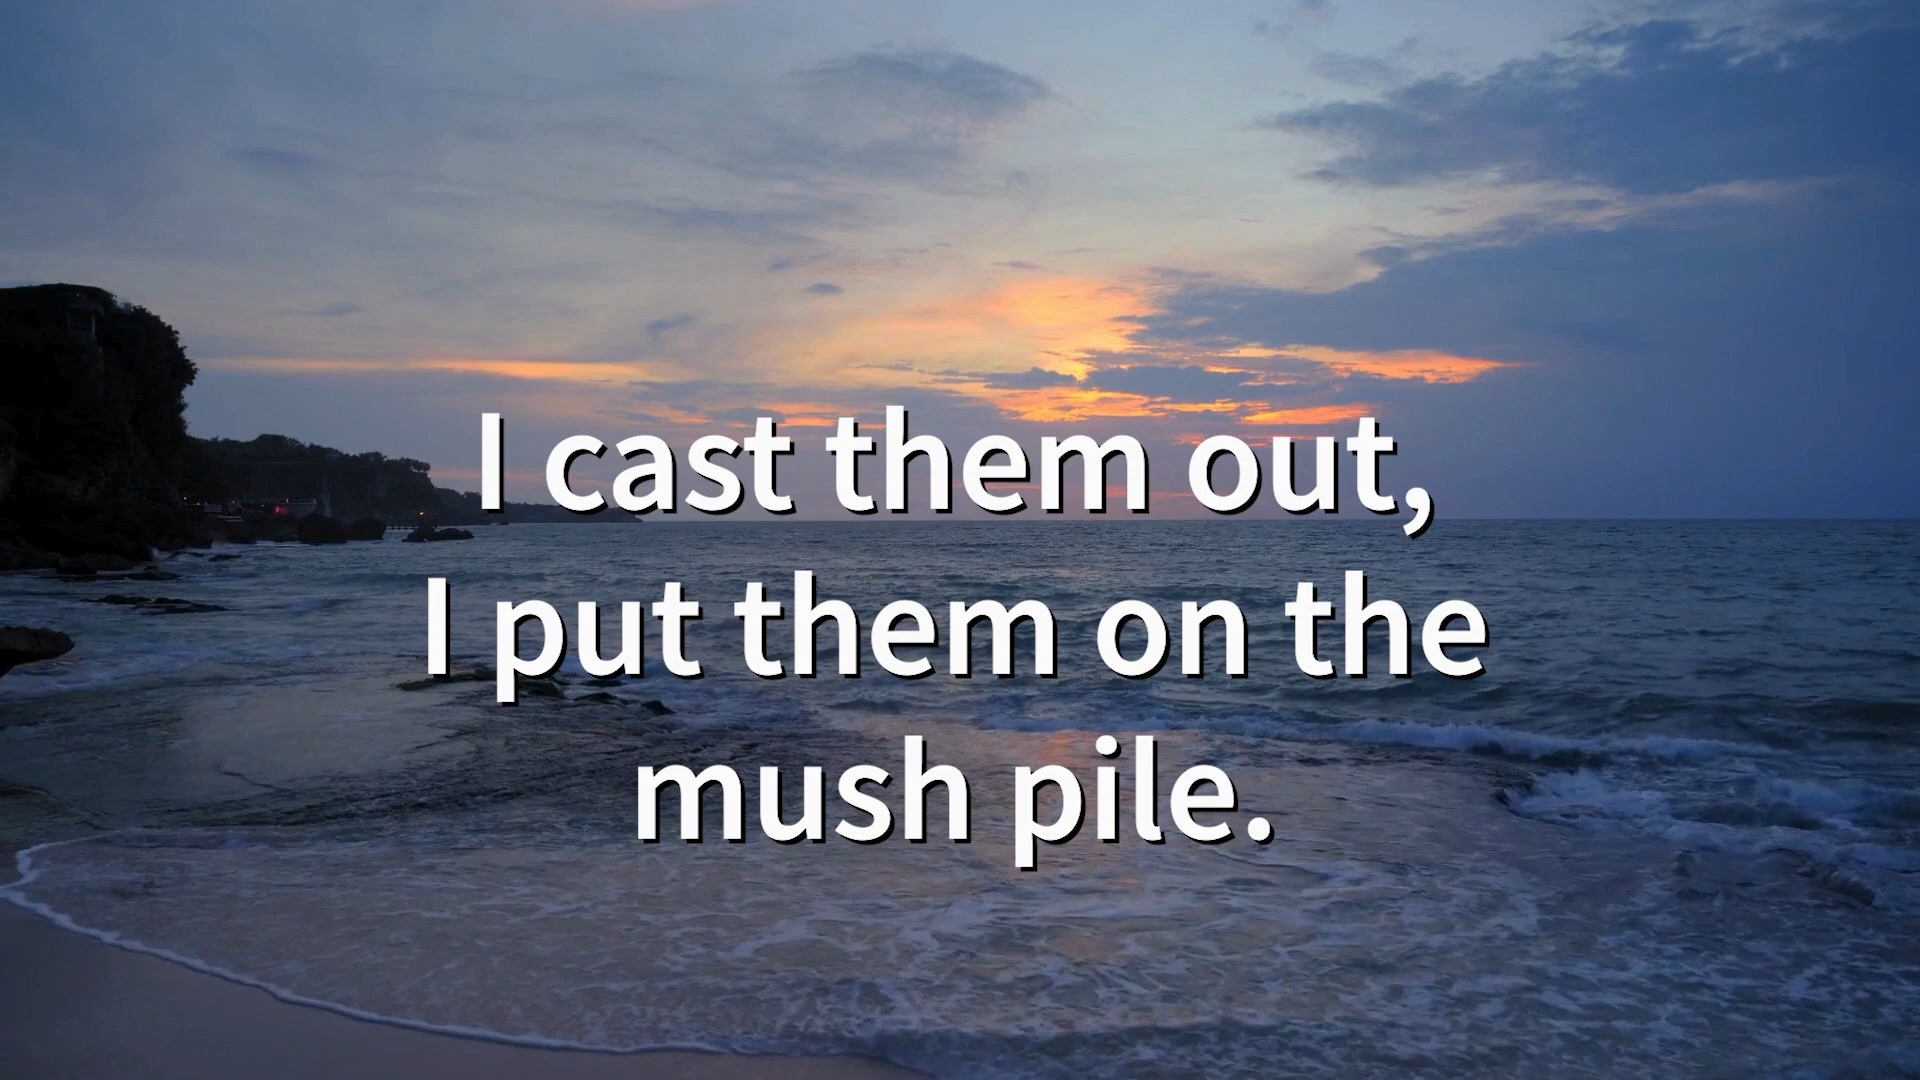 I cast them out,
I put them on the
mush pile.